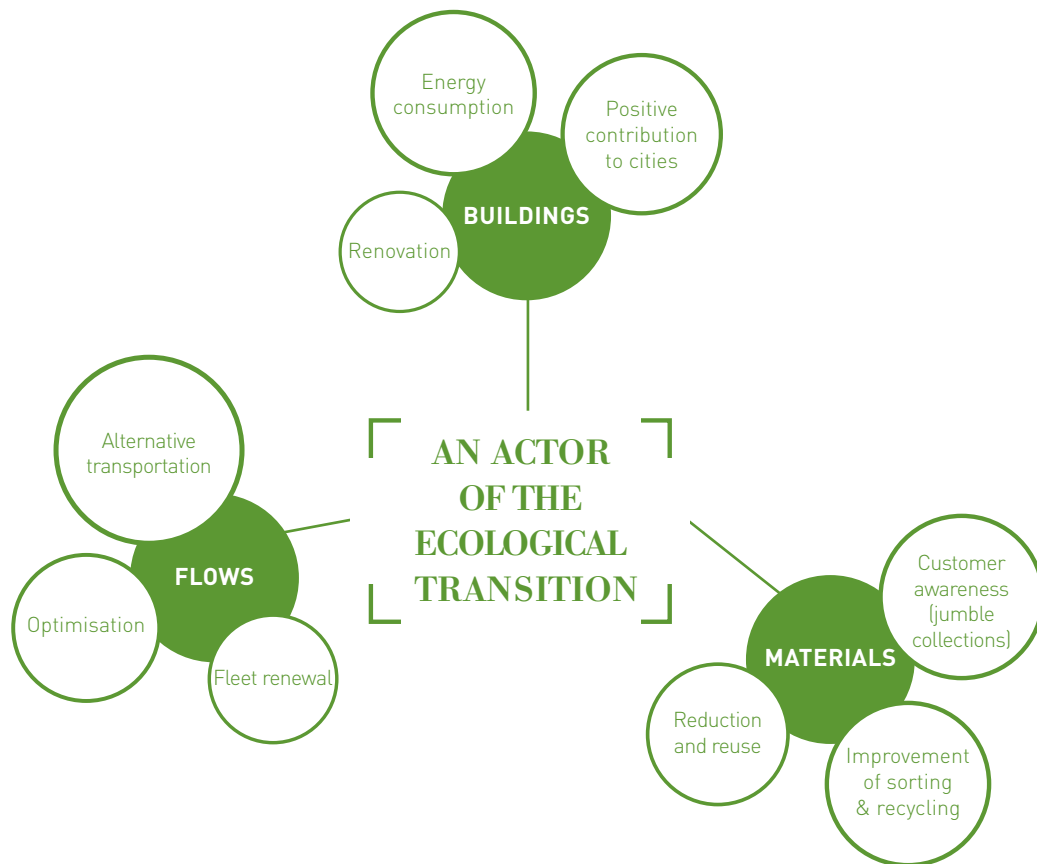 Energy
consumption
Positive
contribution
to cities
BUILDINGS
Renovation
Alternative
transportation
FLOWS
Optimisation
Fleet renewal
AN ACTOR
OF THE
ECOLOGICAL
TRANSITION
Customer
awareness
(jumble
collections)
MATERIALS
Reduction
and reuse
Improvement
of sorting
& recycling